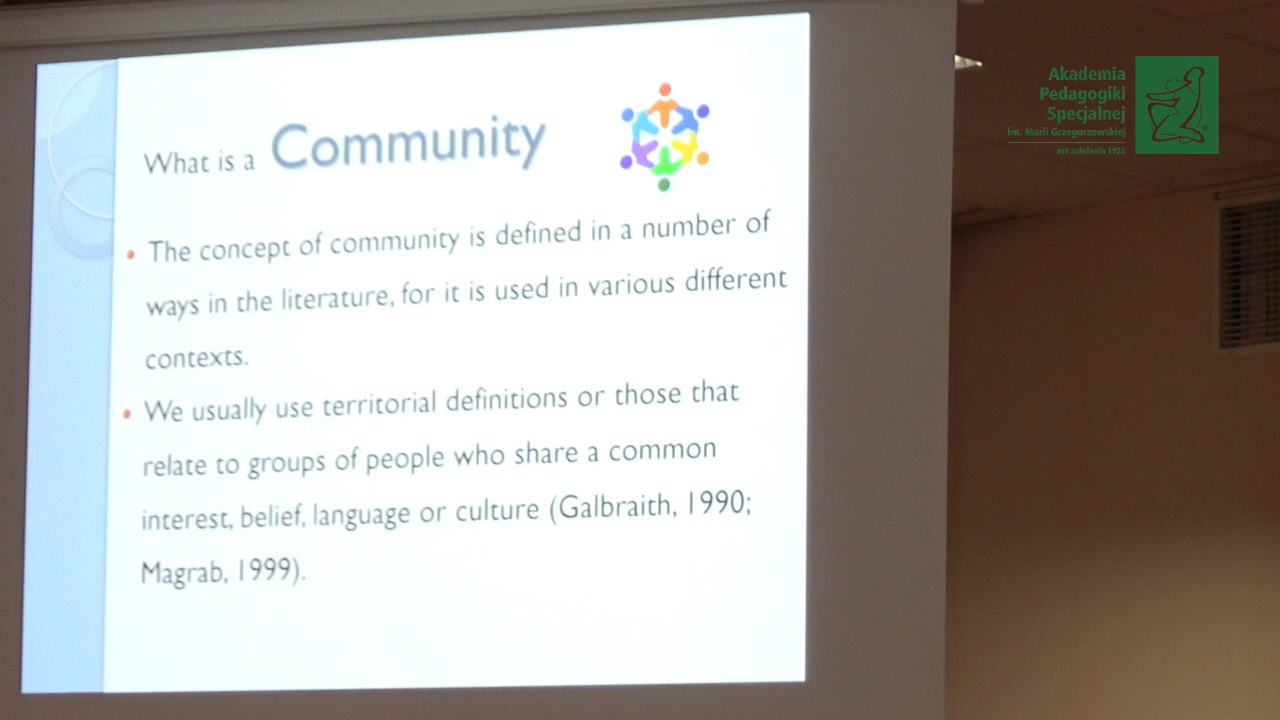 What is a Community
• The concept of community is defined in a number of
ways in the literature, for it is used in various different
contexts.
• We usually use territorial definitions or those that
relate to groups of people who share a common
interest, belief, language or culture (Galbraith, 1990;
Magrab, 1999).
Akademia
Pedagogiki
Specjalnej
im. Marii Grzegorzewskiej
rok założenia 1922